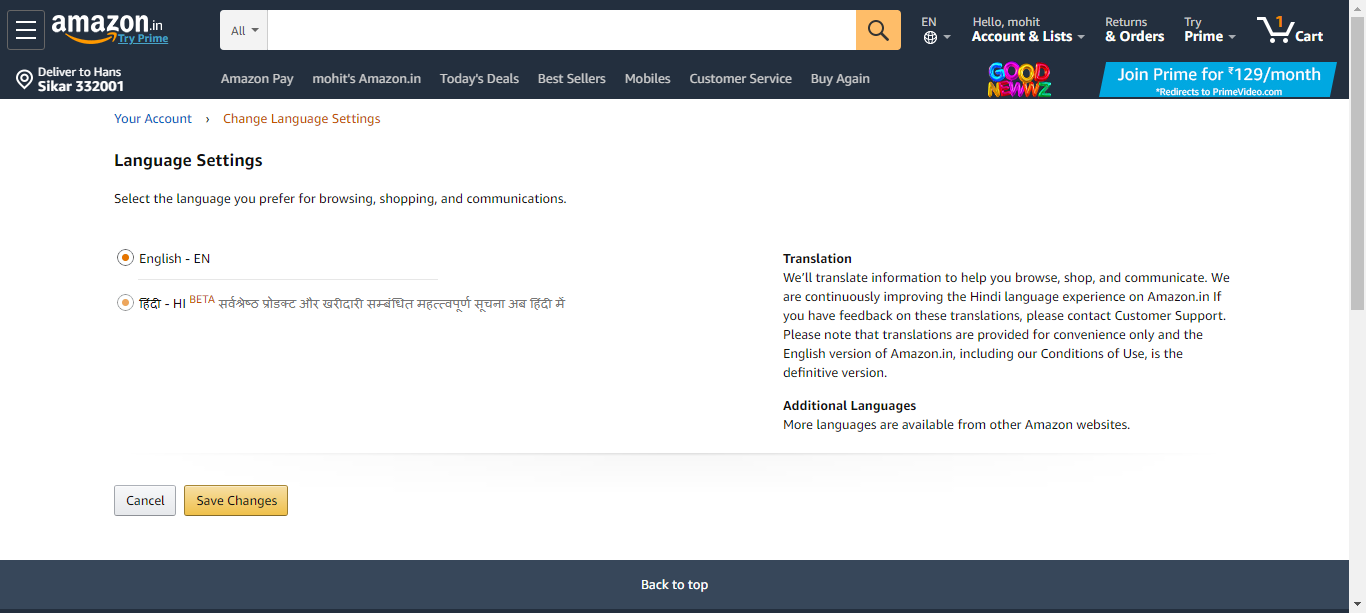 amazon.in
Try Prime
All
EN
Hello, mohit
Account & Lists
Returns
& Orders
Try
Prime
1
Cart
Deliver to Hans
Sikar 332001
Amazon Pay
mohit's Amazon.in
Today's Deals
Best Sellers
Mobiles
Customer Service
Buy Again
GOOD
NEWWZ
Join Prime for ₹129/month
*Redirects to PrimeVideo.com
Your Account › Change Language Settings
Language Settings
Select the language you prefer for browsing, shopping, and communications.
English - EN
हिंदी - HI BETA सर्वश्रेष्ठ प्रोडक्ट और खरीदारी सम्बंधित महत्त्वपूर्ण सूचना अब हिंदी में
Translation
We'll translate information to help you browse, shop, and communicate. We
are continuously improving the Hindi language experience on Amazon.in If
you have feedback on these translations, please contact Customer Support.
Please note that translations are provided for convenience only and the
English version of Amazon.in, including our Conditions of Use, is the
definitive version.
Additional Languages
More languages are available from other Amazon websites.
Cancel
Save Changes
Back to top